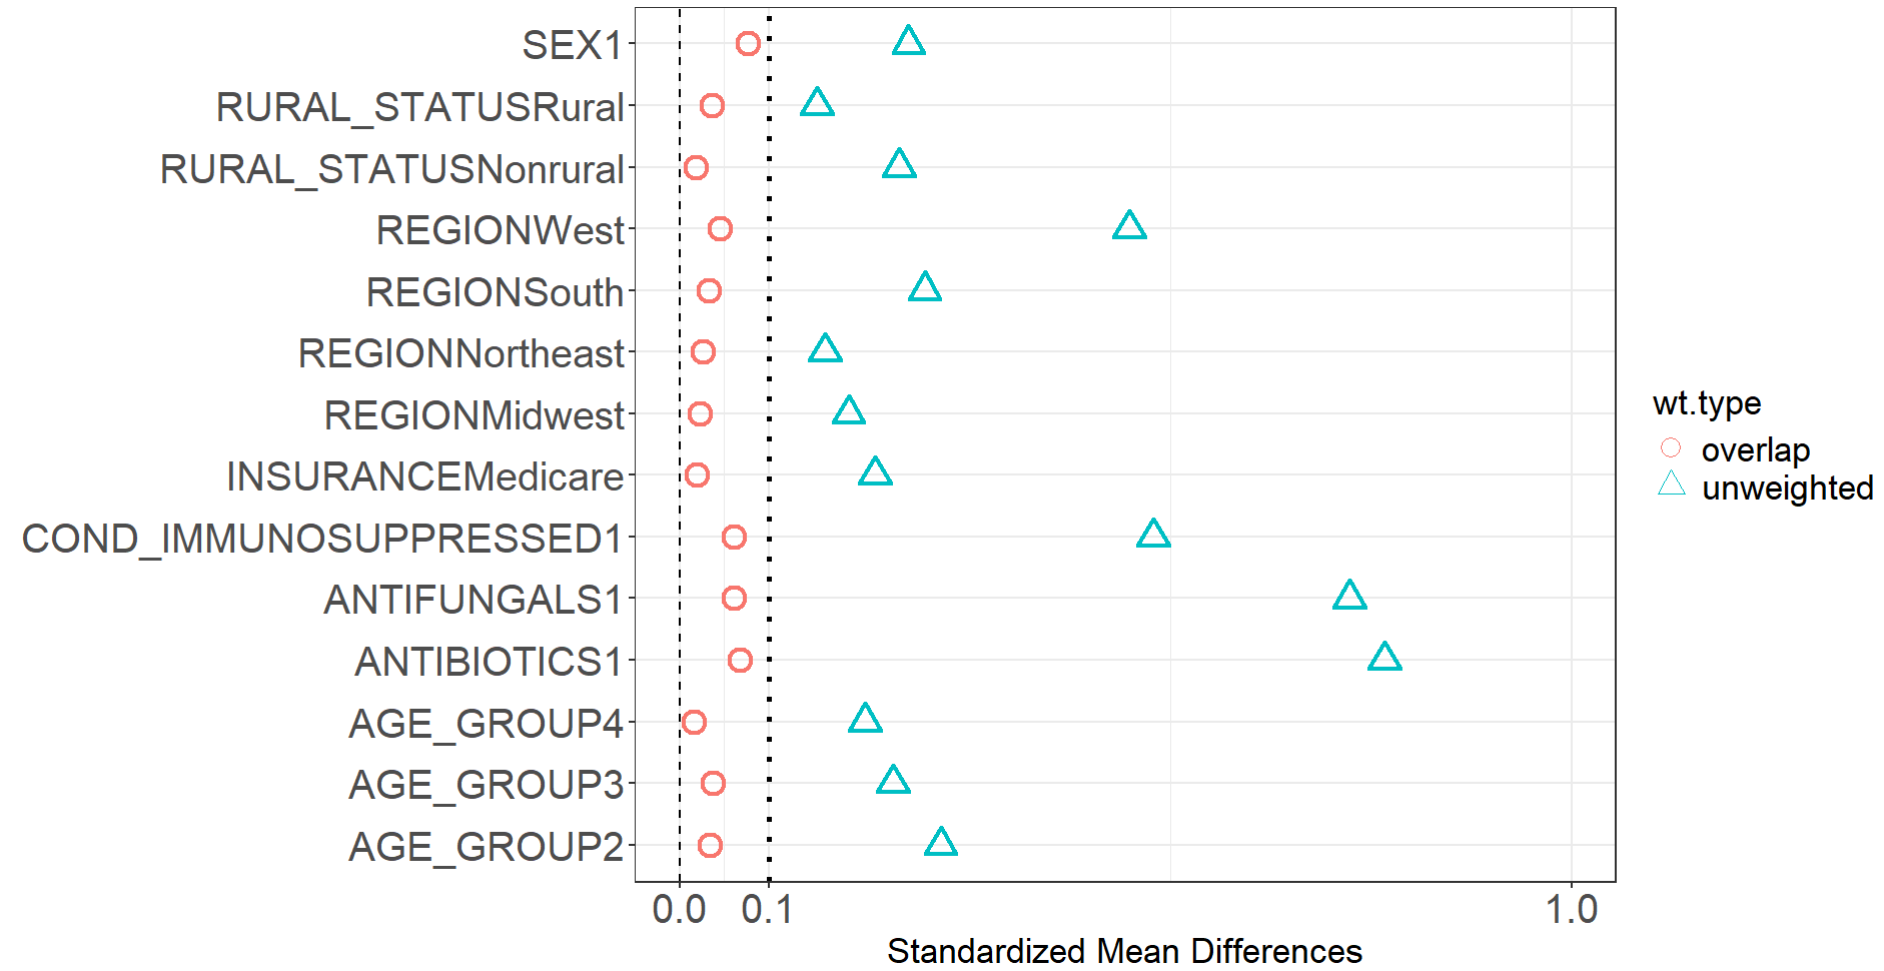 SEX1
RURAL_STATUSRural
RURAL_STATUSNonrural
REGIONWest
REGIONSouth
REGIONNortheast
REGIONMidwest
INSURANCEMedicare
COND_IMMUNOSUPPRESSED1
ANTIFUNGALS1
ANTIBIOTICS1
AGE_GROUP4
AGE_GROUP3
AGE_GROUP2
0.0 0.1 1.0
Standardized Mean Differences
wt.type
overlap
unweighted